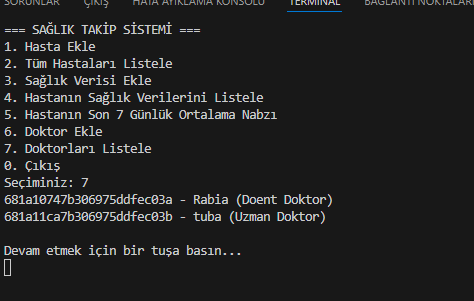 SORUNLAR ÇIKIŞ HATA AYIKLAMA KONSOLU TERMİNAL BAĞLANTI NOKTALARI
=== SAĞLIK TAKİP SİSTEMİ ===
1. Hasta Ekle
2. Tüm Hastaları Listele
3. Sağlık Verisi Ekle
4. Hastanın Sağlık Verilerini Listele
5. Hastanın Son 7 Günlük Ortalama Nabzı
6. Doktor Ekle
7. Doktorları Listele
0. Çıkış
Seçiminiz: 7
681a10747b306975ddfec03a - Rabia (Doent Doktor)
681a11ca7b306975ddfec03b - tuba (Uzman Doktor)
Devam etmek için bir tuşa basın...